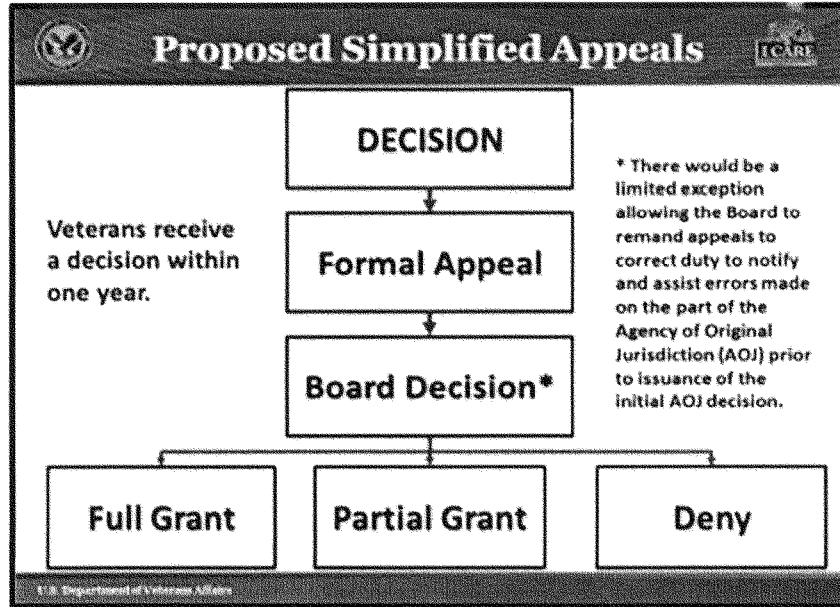 Proposed Simplified Appeals
ICARE
DECISION
Veterans receive
a decision within
one year.
Formal Appeal
Board Decision*
* There would be a
limited exception
allowing the Board to
remand appeals to
correct duty to notify
and assist errors made
on the part of the
Agency of Original
Jurisdiction (AOJ) prior
to issuance of the
initial AOJ decision.
Full Grant
Partial Grant
Deny
U.S. Department of Veterans Affairs